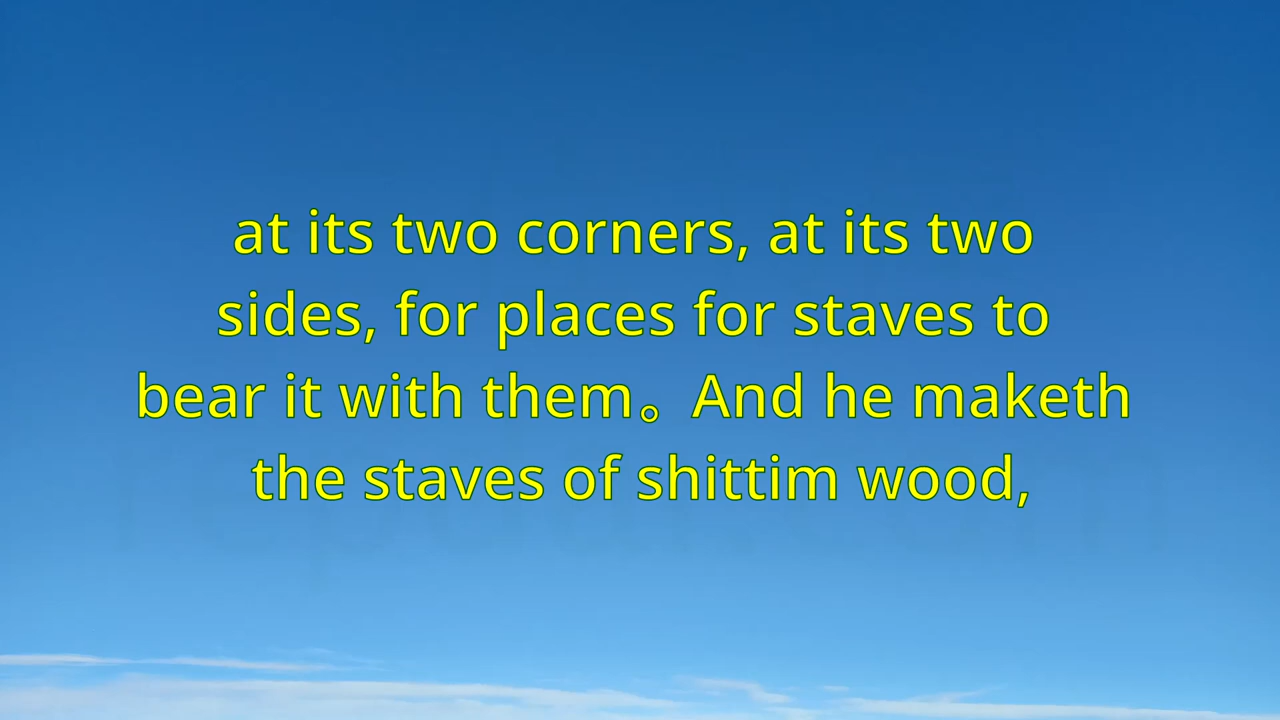 at its two corners, at its two
sides, for places for staves to
bear it with them。And he maketh
the staves of shittim wood,